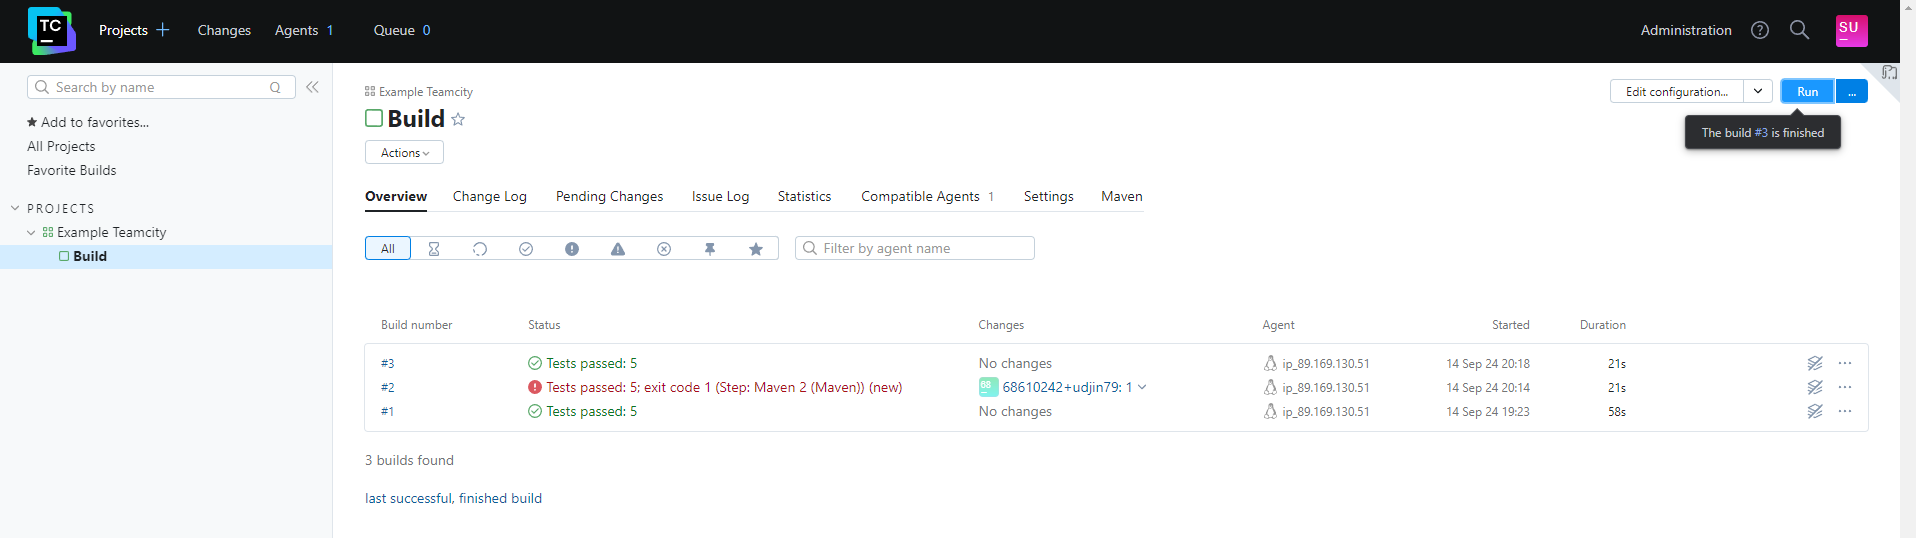 TC
Projects
Changes
Agents 1
Queue 0
Administration
SU
Search by name Q
Add to favorites...
All Projects
Favorite Builds
PROJECTS
Example Teamcity
Build
Example Teamcity
Build
Edit configuration...
Run
...
The build #3 is finished
Actions
Overview Change Log Pending Changes Issue Log Statistics Compatible Agents 1 Settings Maven
All
Filter by agent name
Build number Status Changes Agent Started Duration
#3 Tests passed: 5 No changes ip_89.169.130.51 14 Sep 24 20:18 21s
#2 Tests passed: 5; exit code 1 (Step: Maven 2 (Maven)) (new) 68 68610242+udjin79: 1 ip_89.169.130.51 14 Sep 24 20:14 21s
#1 Tests passed: 5 No changes ip_89.169.130.51 14 Sep 24 19:23 58s
3 builds found
last successful, finished build